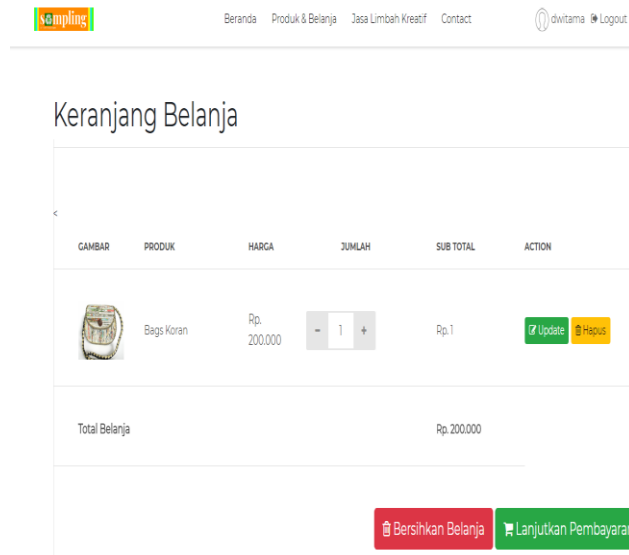 sampling
Beranda Produk & Belanja Jasa Limbah Kreatif Contact dwitama Logout
Keranjang Belanja
<
GAMBAR PRODUK HARGA JUMLAH SUB TOTAL ACTION
Bags Koran Rp. 200.000 - 1 + Rp. 1 Update Hapus
Total Belanja Rp. 200.000
Bersihkan Belanja Lanjutkan Pembayaran